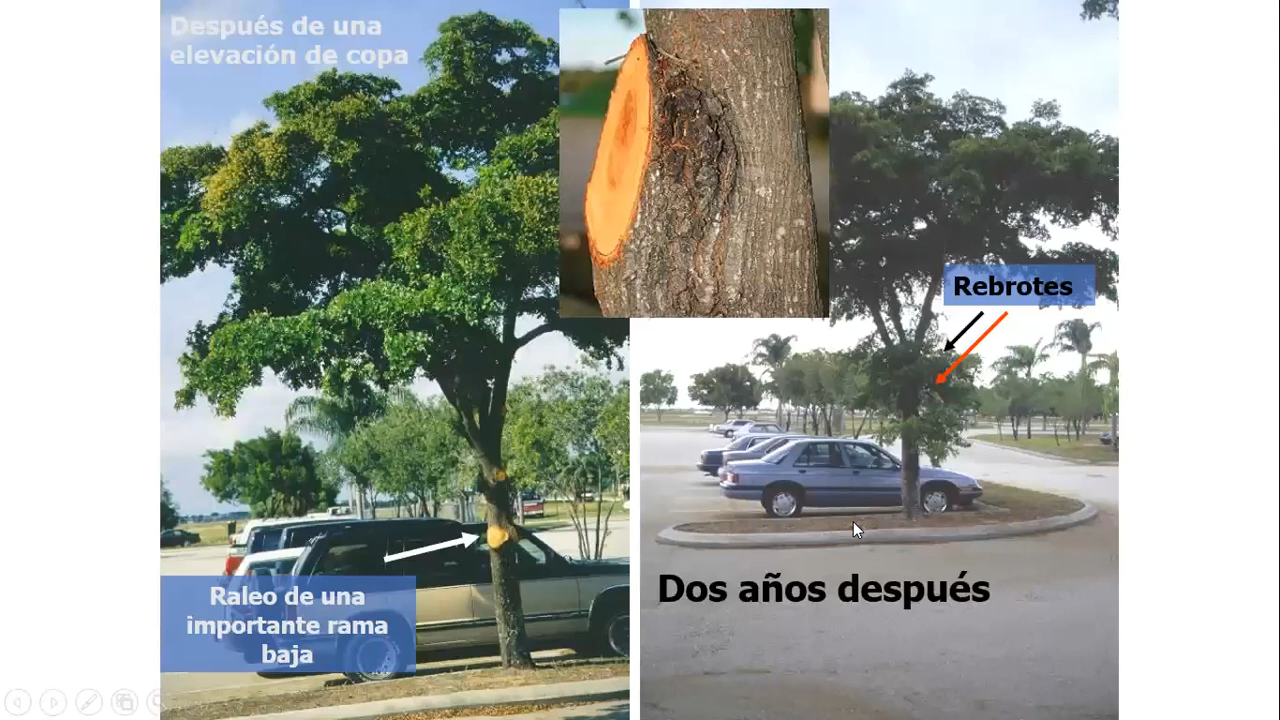 Después de una
elevación de copa
Rebrotes
Dos años después
Raleo de una
importante rama
baja